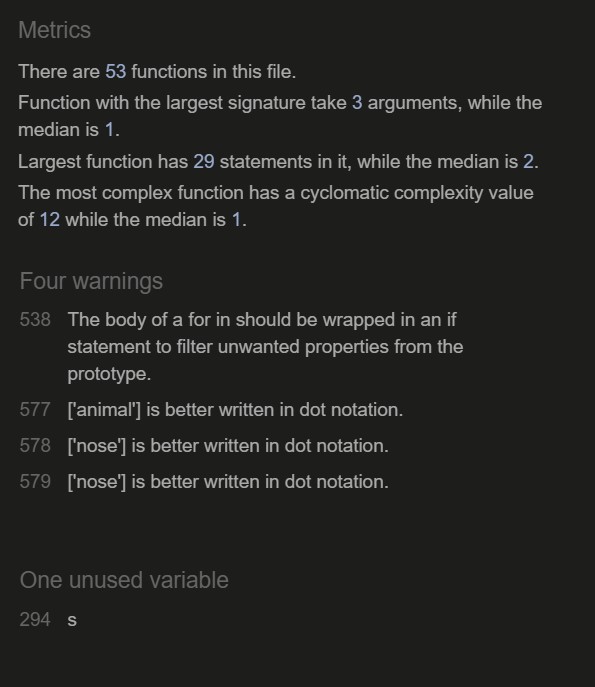 Metrics
There are 53 functions in this file.
Function with the largest signature take 3 arguments, while the
median is 1.
Largest function has 29 statements in it, while the median is 2.
The most complex function has a cyclomatic complexity value
of 12 while the median is 1.
Four warnings
538 The body of a for in should be wrapped in an if
statement to filter unwanted properties from the
prototype.
577 ['animal'] is better written in dot notation.
578 ['nose'] is better written in dot notation.
579 ['nose'] is better written in dot notation.
One unused variable
294 s